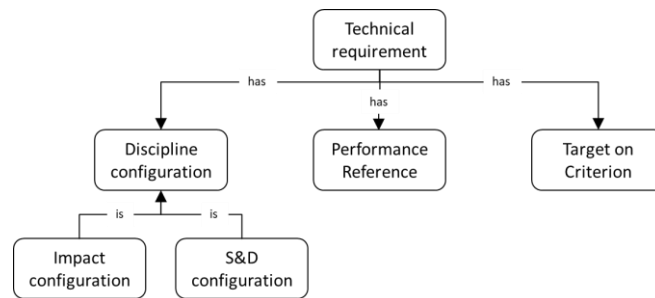 Technical
requirement
has
has
has
Discipline
configuration
Performance
Reference
Target on
Criterion
is
is
Impact
configuration
S&D
configuration